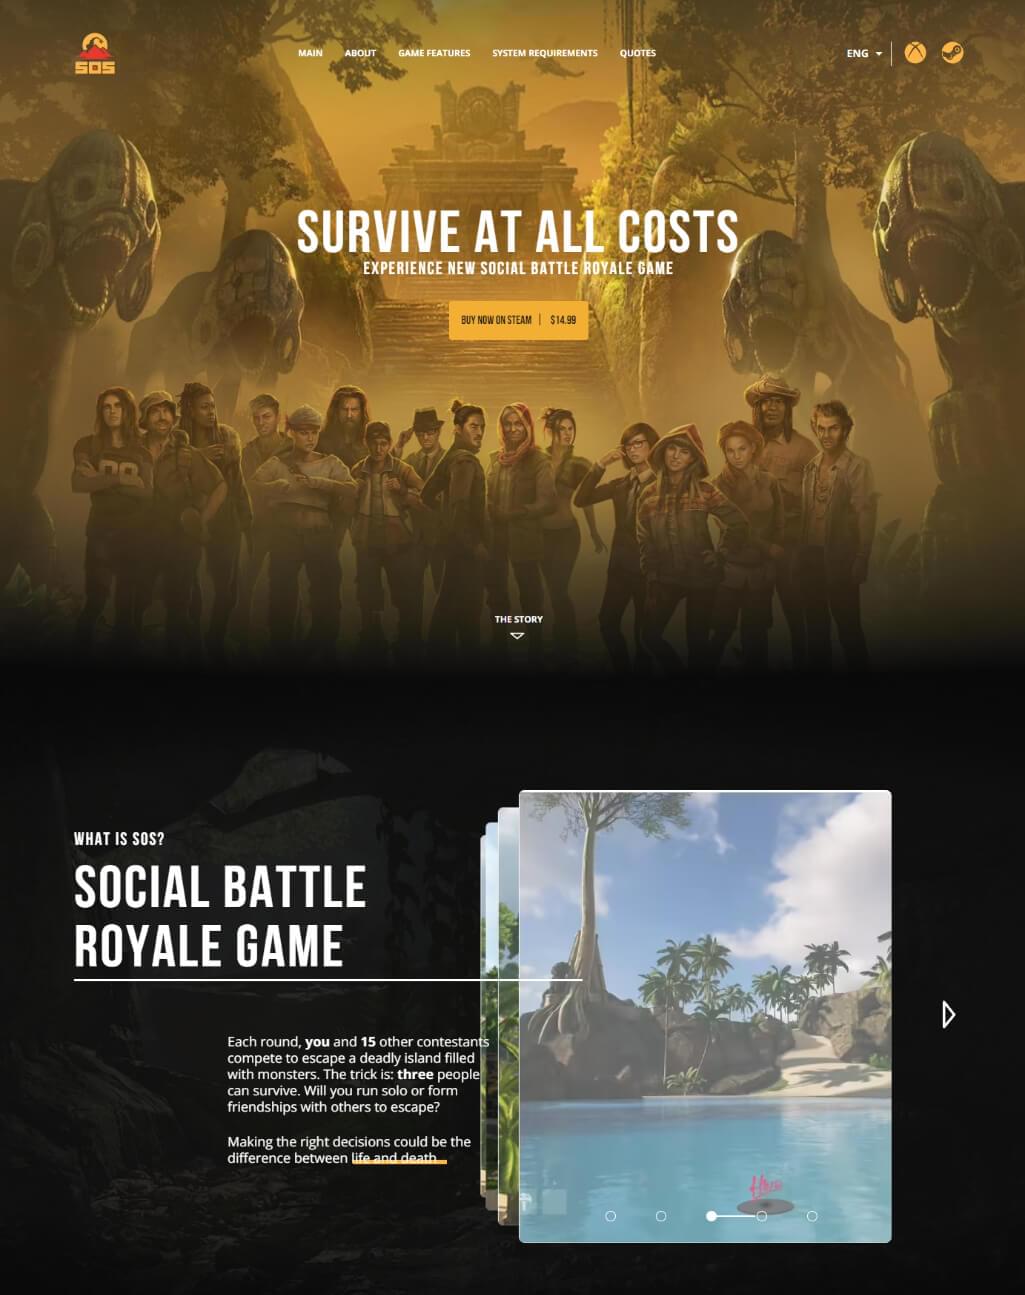 SOS
MAIN
ABOUT
GAME FEATURES
SYSTEM REQUIREMENTS
QUOTES
ENG
SURVIVE AT ALL COSTS
EXPERIENCE NEW SOCIAL BATTLE ROYALE GAME
BUY NOW ON STEAM | $14.99
THE STORY
WHAT IS SOS?
SOCIAL BATTLE
ROYALE GAME
Each round, you and 15 other contestants
compete to escape a deadly island filled
with monsters. The trick is: three people
can survive. Will you run solo or form
friendships with others to escape?
Making the right decisions could be the
difference between life and death